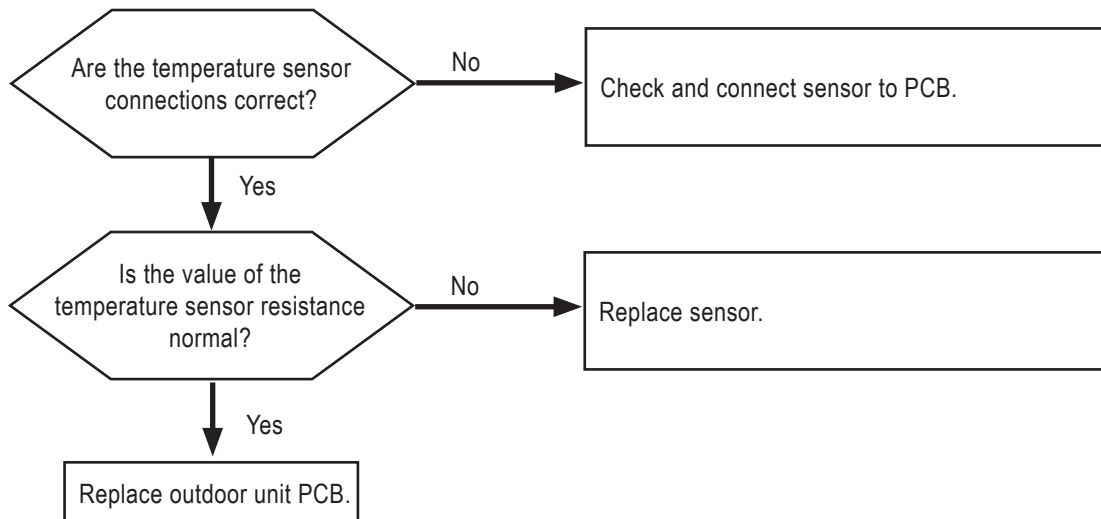 Are the temperature sensor
connections correct?
No
Check and connect sensor to PCB.
Yes
Is the value of the
temperature sensor resistance
normal?
No
Replace sensor.
Yes
Replace outdoor unit PCB.